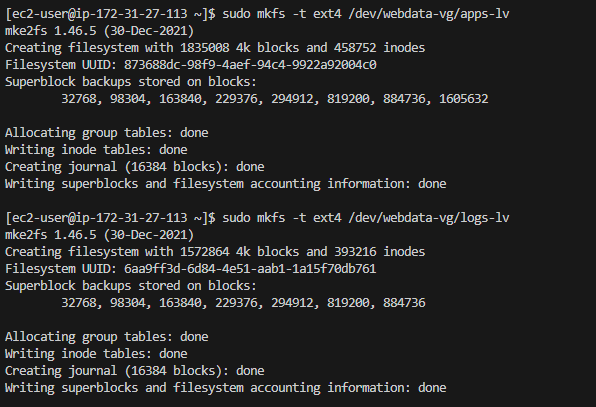 [ec2-user@ip-172-31-27-113 ~]$ sudo mkfs -t ext4 /dev/webdata-vg/apps-lv
mke2fs 1.46.5 (30-Dec-2021)
Creating filesystem with 1835008 4k blocks and 458752 inodes
Filesystem UUID: 873688dc-98f9-4aef-94c4-9922a92004c0
Superblock backups stored on blocks:
        32768, 98304, 163840, 229376, 294912, 819200, 884736, 1605632

Allocating group tables: done
Writing inode tables: done
Creating journal (16384 blocks): done
Writing superblocks and filesystem accounting information: done

[ec2-user@ip-172-31-27-113 ~]$ sudo mkfs -t ext4 /dev/webdata-vg/logs-lv
mke2fs 1.46.5 (30-Dec-2021)
Creating filesystem with 1572864 4k blocks and 393216 inodes
Filesystem UUID: 6aa9ff3d-6d84-4e51-aab1-1a15f70db761
Superblock backups stored on blocks:
        32768, 98304, 163840, 229376, 294912, 819200, 884736

Allocating group tables: done
Writing inode tables: done
Creating journal (16384 blocks): done
Writing superblocks and filesystem accounting information: done